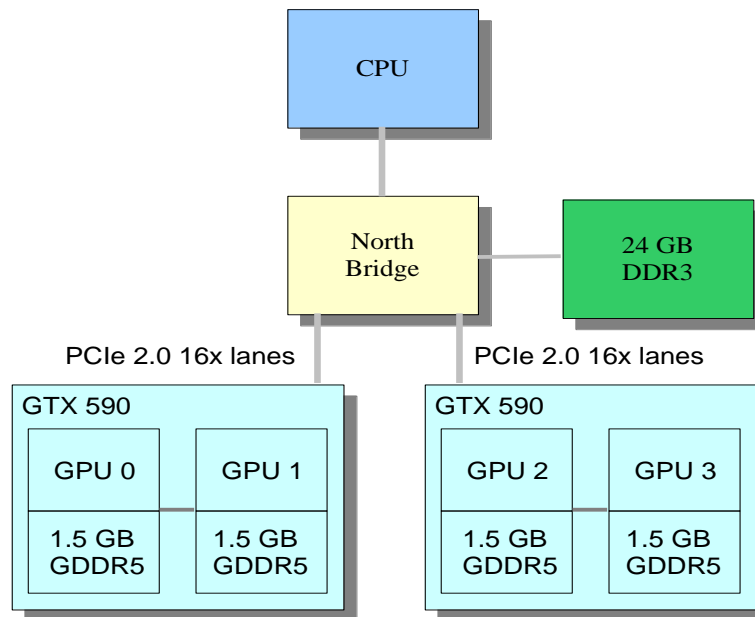 CPU
North
Bridge
24 GB
DDR3
PCIe 2.0 16x lanes
PCIe 2.0 16x lanes
GTX 590
GPU 0
GPU 1
1.5 GB
GDDR5
1.5 GB
GDDR5
GTX 590
GPU 2
GPU 3
1.5 GB
GDDR5
1.5 GB
GDDR5